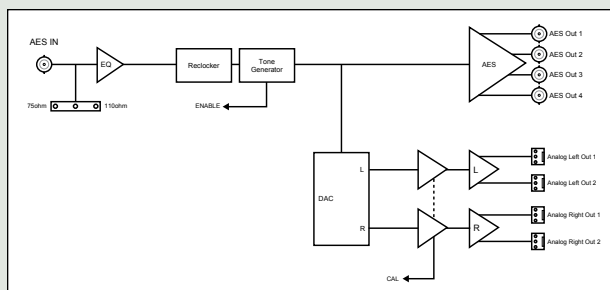 AES IN
EQ
Reclocker
Tone
Generator
75ohm
110ohm
ENABLE
AES
AES Out 1
AES Out 2
AES Out 3
AES Out 4
DAC
L
R
L
R
Analog Left Out 1
Analog Left Out 2
Analog Right Out 1
Analog Right Out 2
CAL